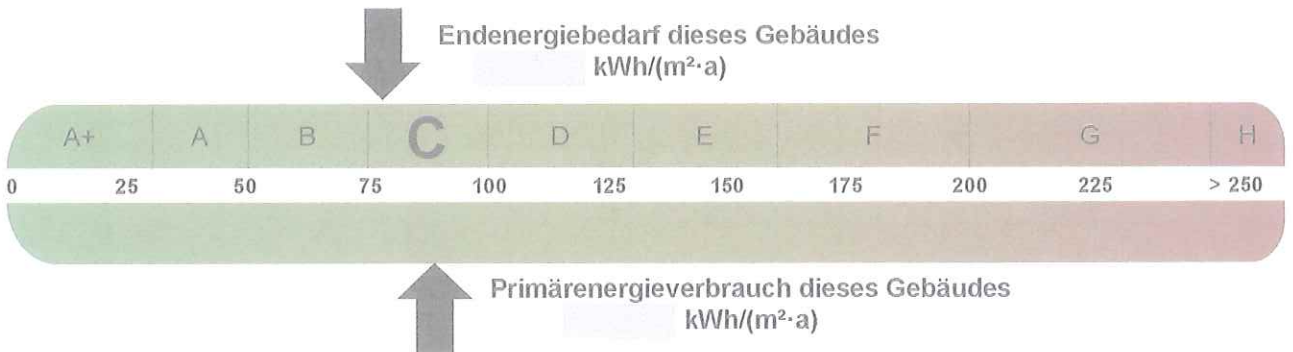 Endenergiebedarf dieses Gebäudes
kWh/(m²·a)
A+ A B C D E F G H
0 25 50 75 100 125 150 175 200 225 > 250
Primärenergieverbrauch dieses Gebäudes
kWh/(m²·a)